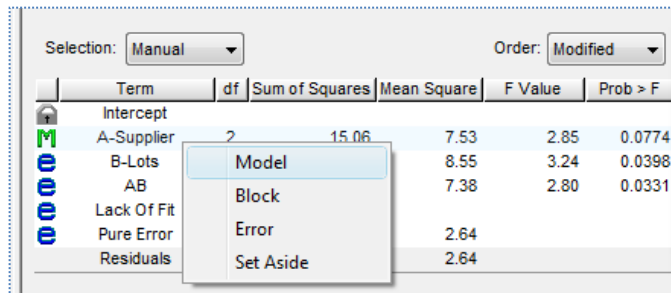 Selection: Manual Order: Modified
Term df Sum of Squares Mean Square F Value Prob > F
Intercept
M A-Supplier 2 15.06 7.53 2.85 0.0774
e B-Lots 8.55 3.24 0.0398
e AB 7.38 2.80 0.0331
e Lack Of Fit
e Pure Error 2.64
Residuals 2.64
Model
Block
Error
Set Aside